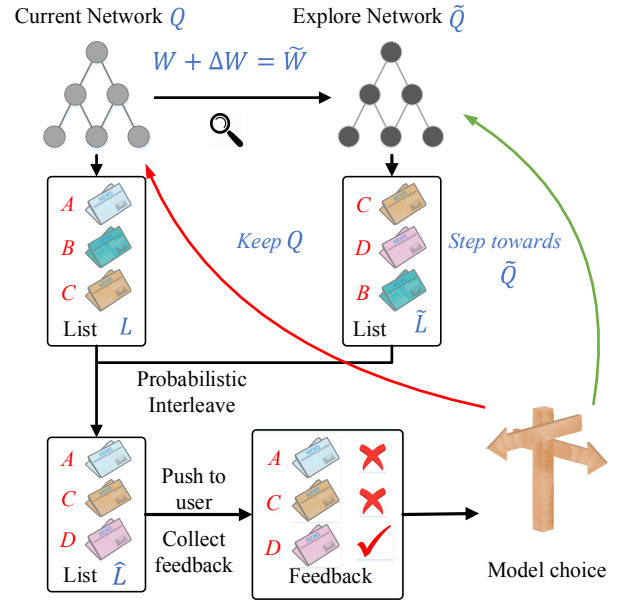 Current Network Q
Explore Network Q̃
W + ΔW = W̃
A
B
C
List L
C
D
B
List L̃
Keep Q
Step towards
Q̃
Probabilistic
Interleave
A
C
D
List L̂
Push to
user
Collect
feedback
A
C
D
Feedback
Model choice